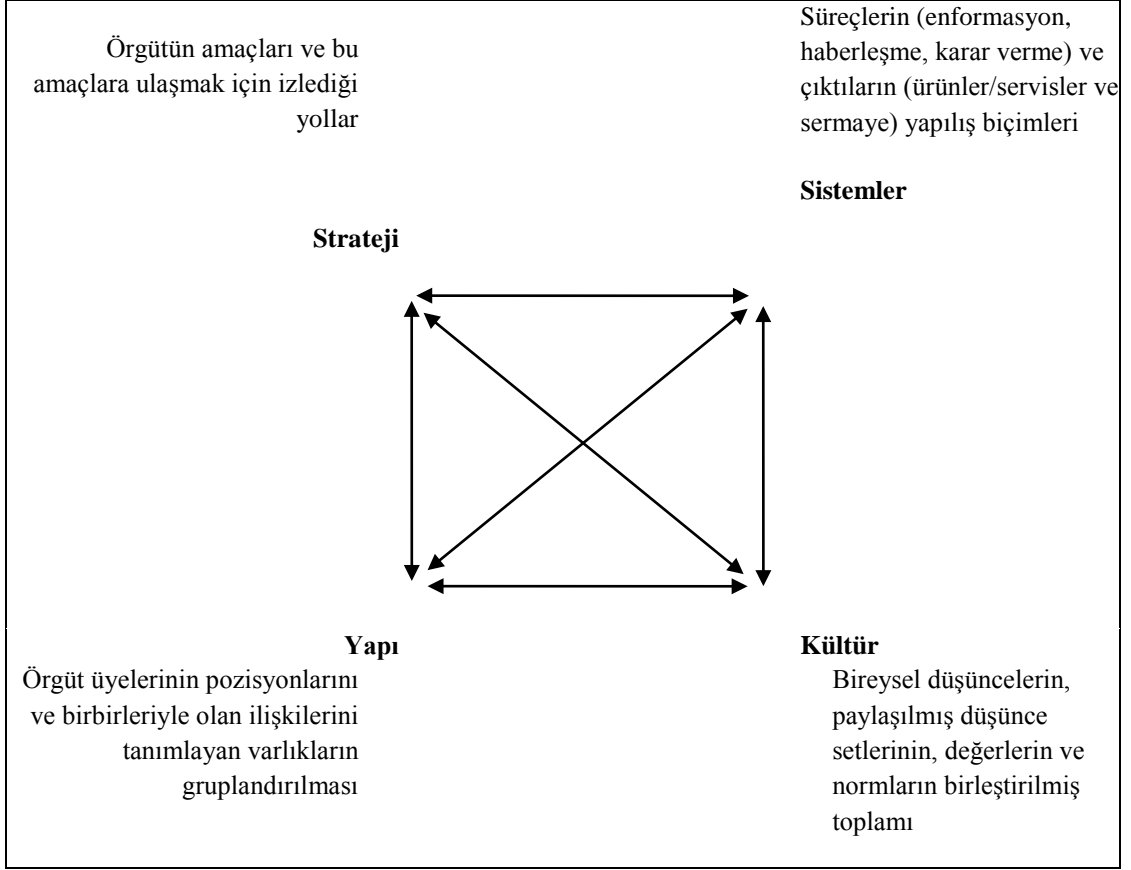 Örgütün amaçları ve bu
amaçlara ulaşmak için izlediği
yollar
Strateji
Süreçlerin (enformasyon,
haberleşme, karar verme) ve
çıktıların (ürünler/servisler ve
sermaye) yapılış biçimleri
Sistemler
Yapı
Örgüt üyelerinin pozisyonlarını
ve birbirleriyle olan ilişkilerini
tanımlayan varlıkların
gruplandırılması
Kültür
Bireysel düşüncelerin,
paylaşılmış düşünce
setlerinin, değerlerin ve
normların birleştirilmiş
toplamı